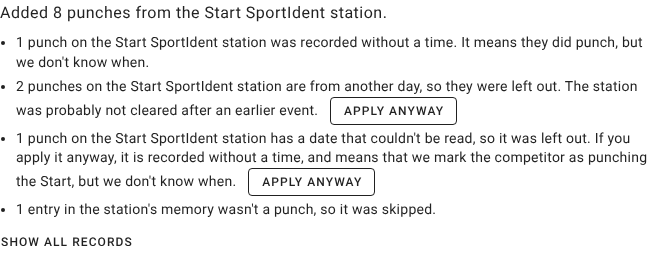 Added 8 punches from the Start SportIdent station.
• 1 punch on the Start SportIdent station was recorded without a time. It means they did punch, but
we don't know when.
• 2 punches on the Start SportIdent station are from another day, so they were left out. The station
was probably not cleared after an earlier event. APPLY ANYWAY
• 1 punch on the Start SportIdent station has a date that couldn't be read, so it was left out. If you
apply it anyway, it is recorded without a time, and means that we mark the competitor as punching
the Start, but we don't know when. APPLY ANYWAY
• 1 entry in the station's memory wasn't a punch, so it was skipped.
SHOW ALL RECORDS